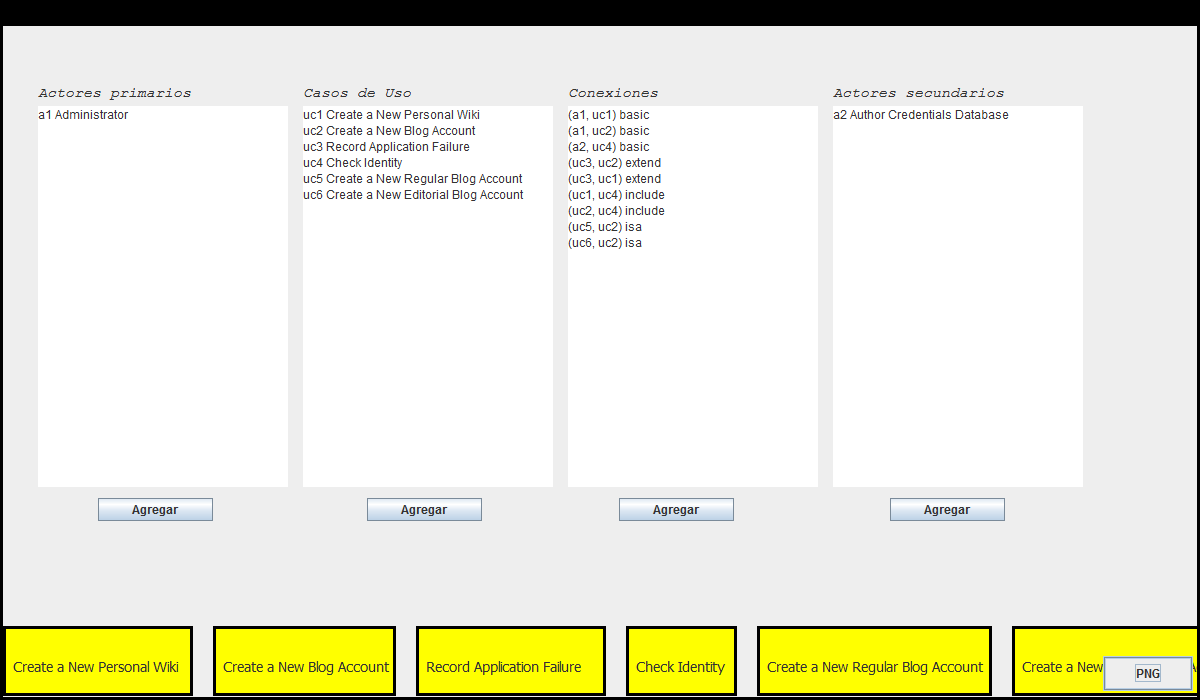 Actores primarios
a1 Administrator
Agregar
Casos de Uso
uc1 Create a New Personal Wiki
uc2 Create a New Blog Account
uc3 Record Application Failure
uc4 Check Identity
uc5 Create a New Regular Blog Account
uc6 Create a New Editorial Blog Account
Agregar
Conexiones
(a1, uc1) basic
(a1, uc2) basic
(a2, uc4) basic
(uc3, uc2) extend
(uc3, uc1) extend
(uc1, uc4) include
(uc2, uc4) include
(uc5, uc2) isa
(uc6, uc2) isa
Agregar
Actores secundarios
a2 Author Credentials Database
Agregar
Create a New Personal Wiki
Create a New Blog Account
Record Application Failure
Check Identity
Create a New Regular Blog Account
Create a New
PNG